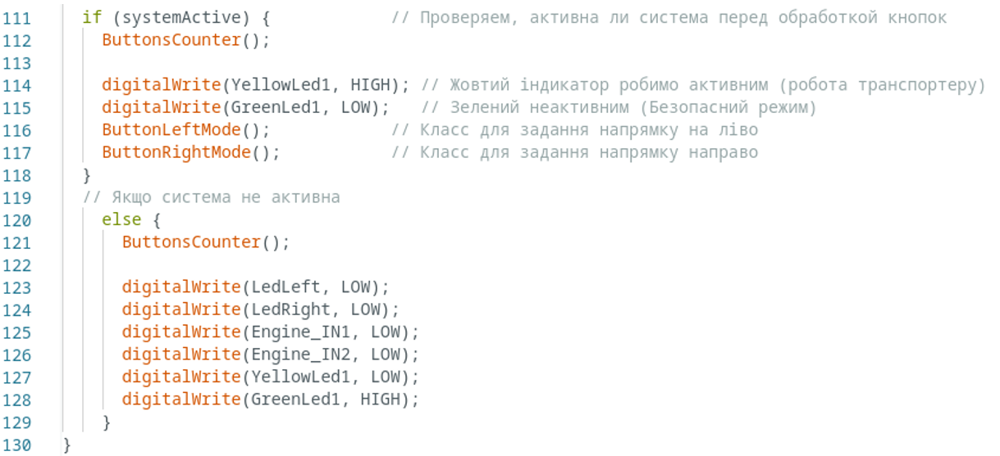 111 if (systemActive) { // Проверяем, активна ли система перед обработкой кнопок
112 ButtonsCounter();
113
114 digitalWrite(YellowLed1, HIGH); // Жовтий індикатор робимо активним (робота транспортеру)
115 digitalWrite(GreenLed1, LOW); // Зелений неактивним (Безопасний режим)
116 ButtonLeftMode(); // Класс для задання напрямку на ліво
117 ButtonRightMode(); // Класс для задання напрямку направо
118 }
119 // Якщо система не активна
120 else {
121 ButtonsCounter();
122
123 digitalWrite(LedLeft, LOW);
124 digitalWrite(LedRight, LOW);
125 digitalWrite(Engine_IN1, LOW);
126 digitalWrite(Engine_IN2, LOW);
127 digitalWrite(YellowLed1, LOW);
128 digitalWrite(GreenLed1, HIGH);
129 }
130 }